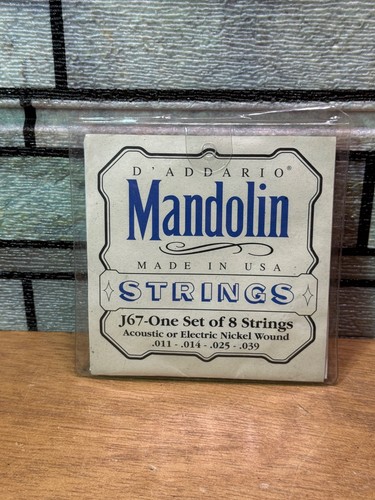 D'ADDARIO®
Mandolin
MADE IN USA
STRINGS
J67-One Set of 8 Strings
Acoustic or Electric Nickel Wound
.011 - .014 - .025 - .039